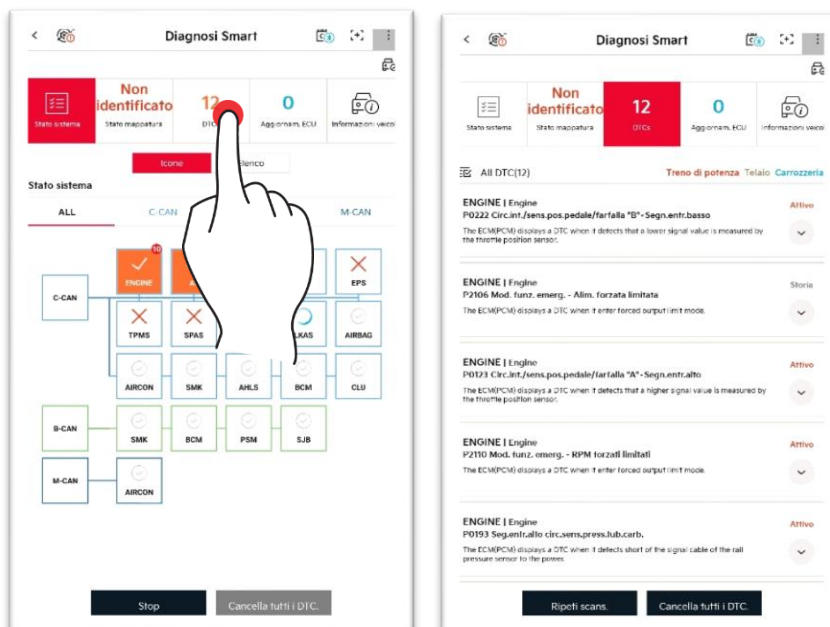 Diagnosi Smart
Non identificato
Stato mappatura
12
DTCs
0
Aggiornam. ECU
Informazioni veicol
Stato sistema
Icone
Elenco
Stato sistema
ALL
C-CAN
M-CAN
C-CAN
10
ENGINE
EPS
TPMS
SPAS
LKAS
AIRBAG
AIRCON
SMK
AHLS
BCM
CLU
B-CAN
SMK
BCM
PSM
SJB
M-CAN
AIRCON
Stop
Cancella tutti i DTC.
Diagnosi Smart
Stato sistema
Non identificato
Stato mappatura
12
DTCs
0
Aggiornam. ECU
Informazioni veicol
All DTC(12)
Treno di potenza Telaio Carrozzeria
ENGINE | Engine
Attivo
P0222 Circ.int./sens.pos.pedale/farfalla "B"- Segn.entr.basso
The ECM(PCM) displays a DTC when it detects that a lower signal value is measured by
the throttle position sensor.
ENGINE | Engine
Storia
P2106 Mod. funz. emerg. - Alim. forzata limitata
The ECM(PCM) displays a DTC when it enter forced output limit mode.
ENGINE | Engine
Attivo
P0123 Circ.int./sens.pos.pedale/farfalla "A"- Segn.entr.alto
The ECM(PCM) displays a DTC when it detects that a higher signal value is measured by
the throttle position sensor.
ENGINE | Engine
Attivo
P2110 Mod. funz. emerg. - RPM forzati limitati
The ECM(PCM) displays a DTC when it enter forced output limit mode.
ENGINE | Engine
Attivo
P0193 Seg.entr.alto circ.sens.press.tub.carb.
The ECM(PCM) displays a DTC when it detects short of the signal cable of the rail
pressure sensor to the power.
Ripeti scans.
Cancella tutti i DTC.